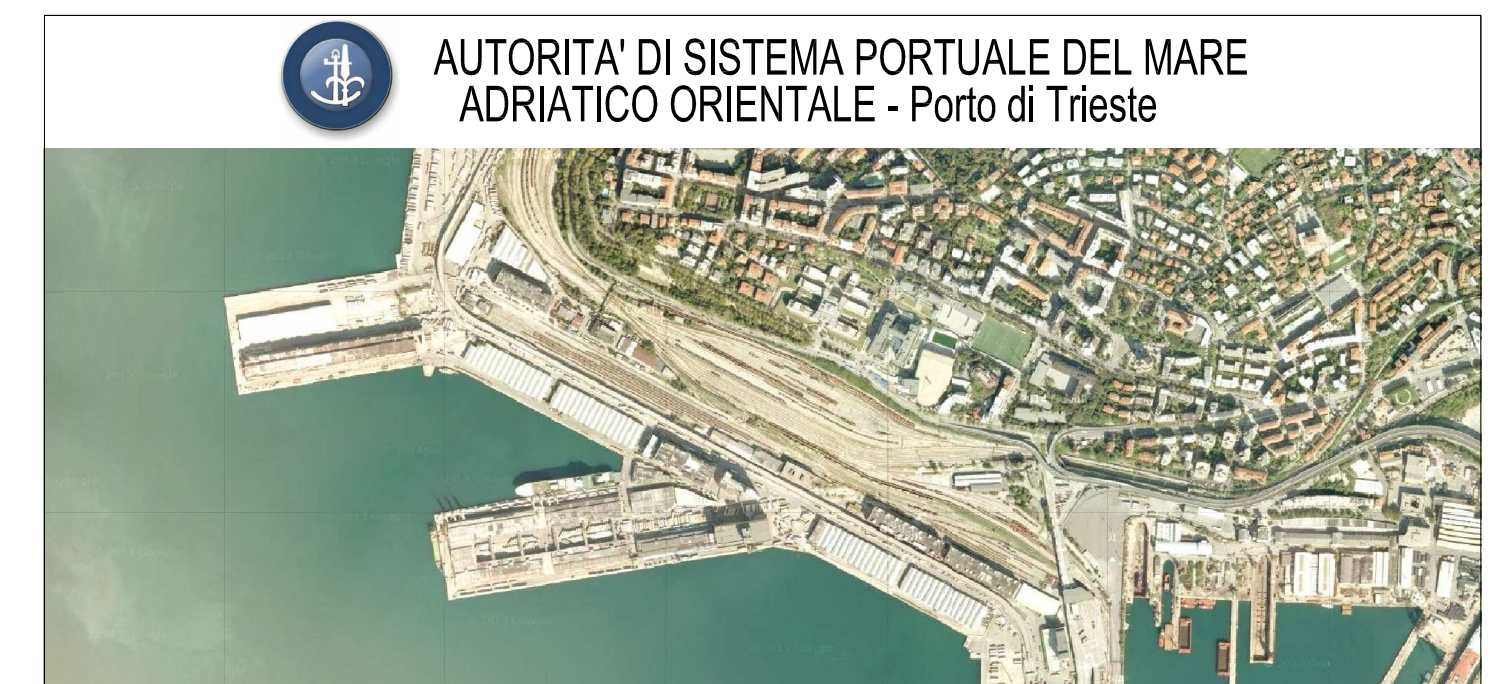 AUTORITA' DI SISTEMA PORTUALE DEL MARE
ADRIATICO ORIENTALE - Porto di Trieste